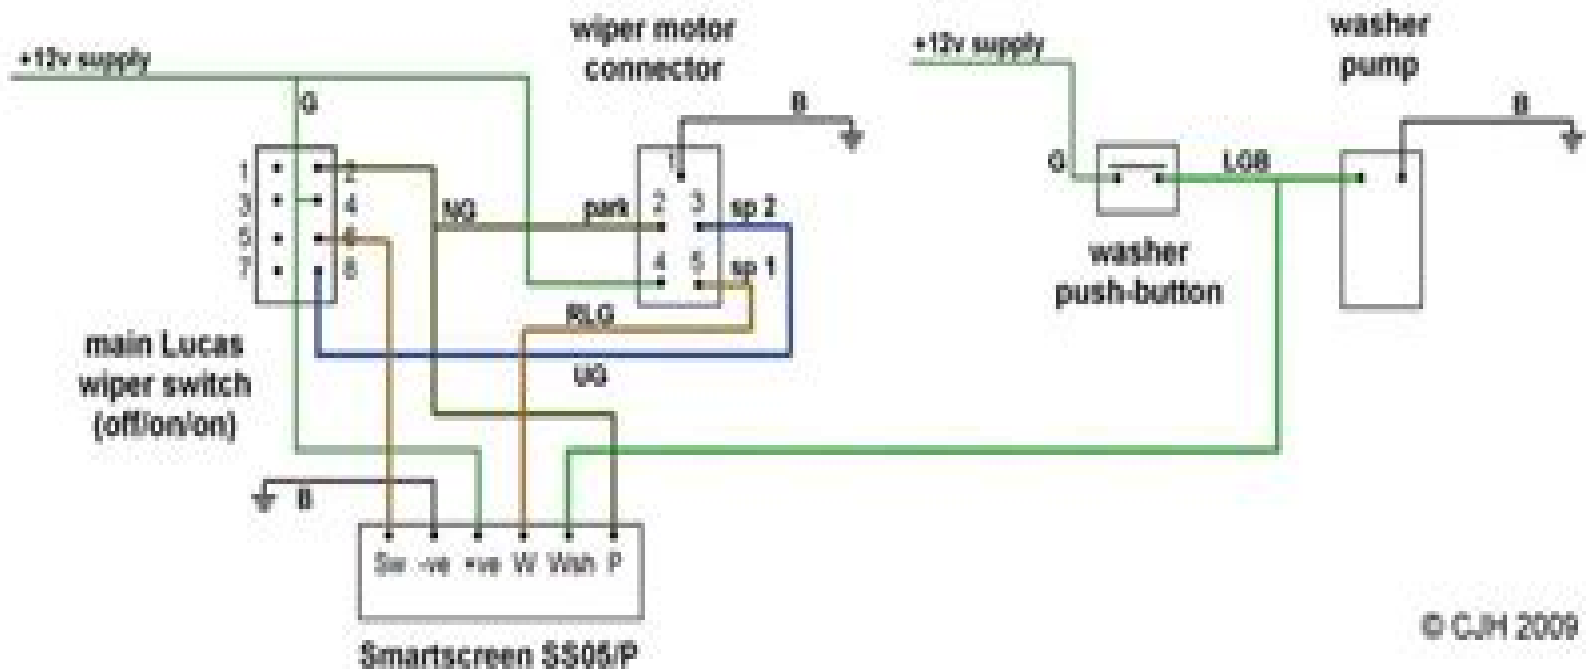 +12v supply
G
wiper motor
connector
B
1
2
3
4
5
6
7
8
NG
park
1
2
3
sp 2
4
5
sp 1
RLG
UG
main Lucas
wiper switch
(off/on/on)
B
Sw -ve +ve W Wsh P
Smartscreen SS05/P
+12v supply
washer
pump
B
G
LGB
washer
push-button
© CJH 2009